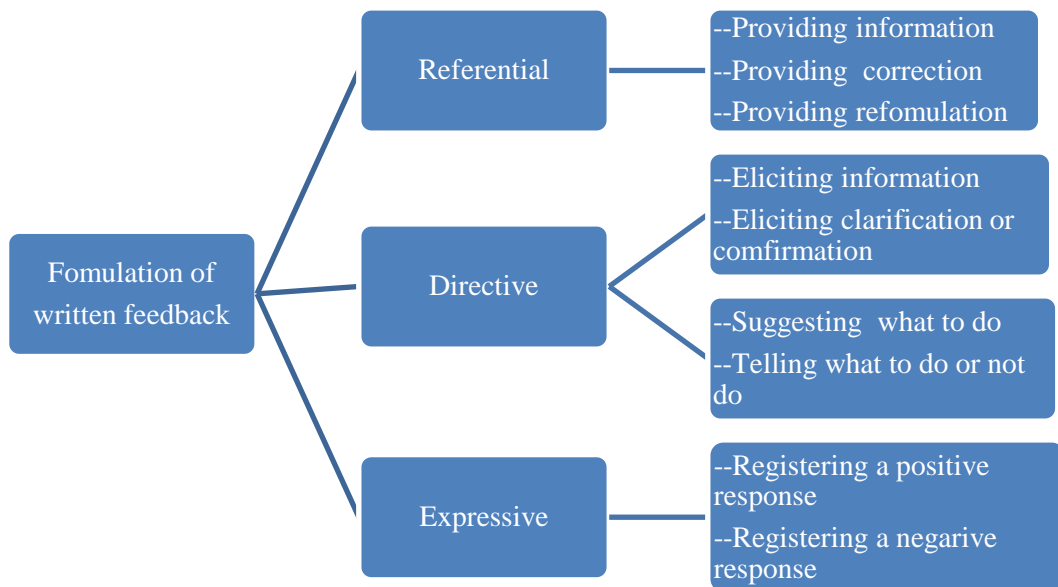 Fomulation of
written feedback
Referential
--Providing information
--Providing  correction
--Providing refomulation
Directive
--Eliciting information
--Eliciting clarification or
comfirmation
--Suggesting  what to do
--Telling what to do or not
do
Expressive
--Registering a positive
response
--Registering a negarive
response